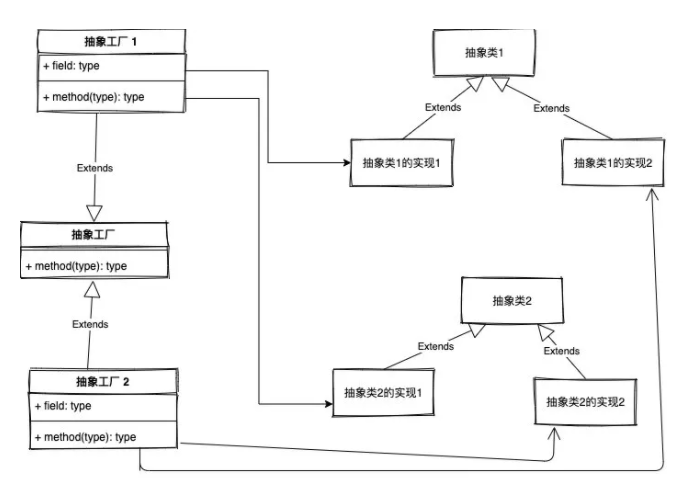 抽象工厂 1
+ field: type
+ method(type): type
Extends
抽象工厂
+ method(type): type
Extends
抽象工厂 2
+ field: type
+ method(type): type
抽象类1
Extends
Extends
抽象类1的实现1
抽象类1的实现2
抽象类2
Extends
Extends
抽象类2的实现1
抽象类2的实现2